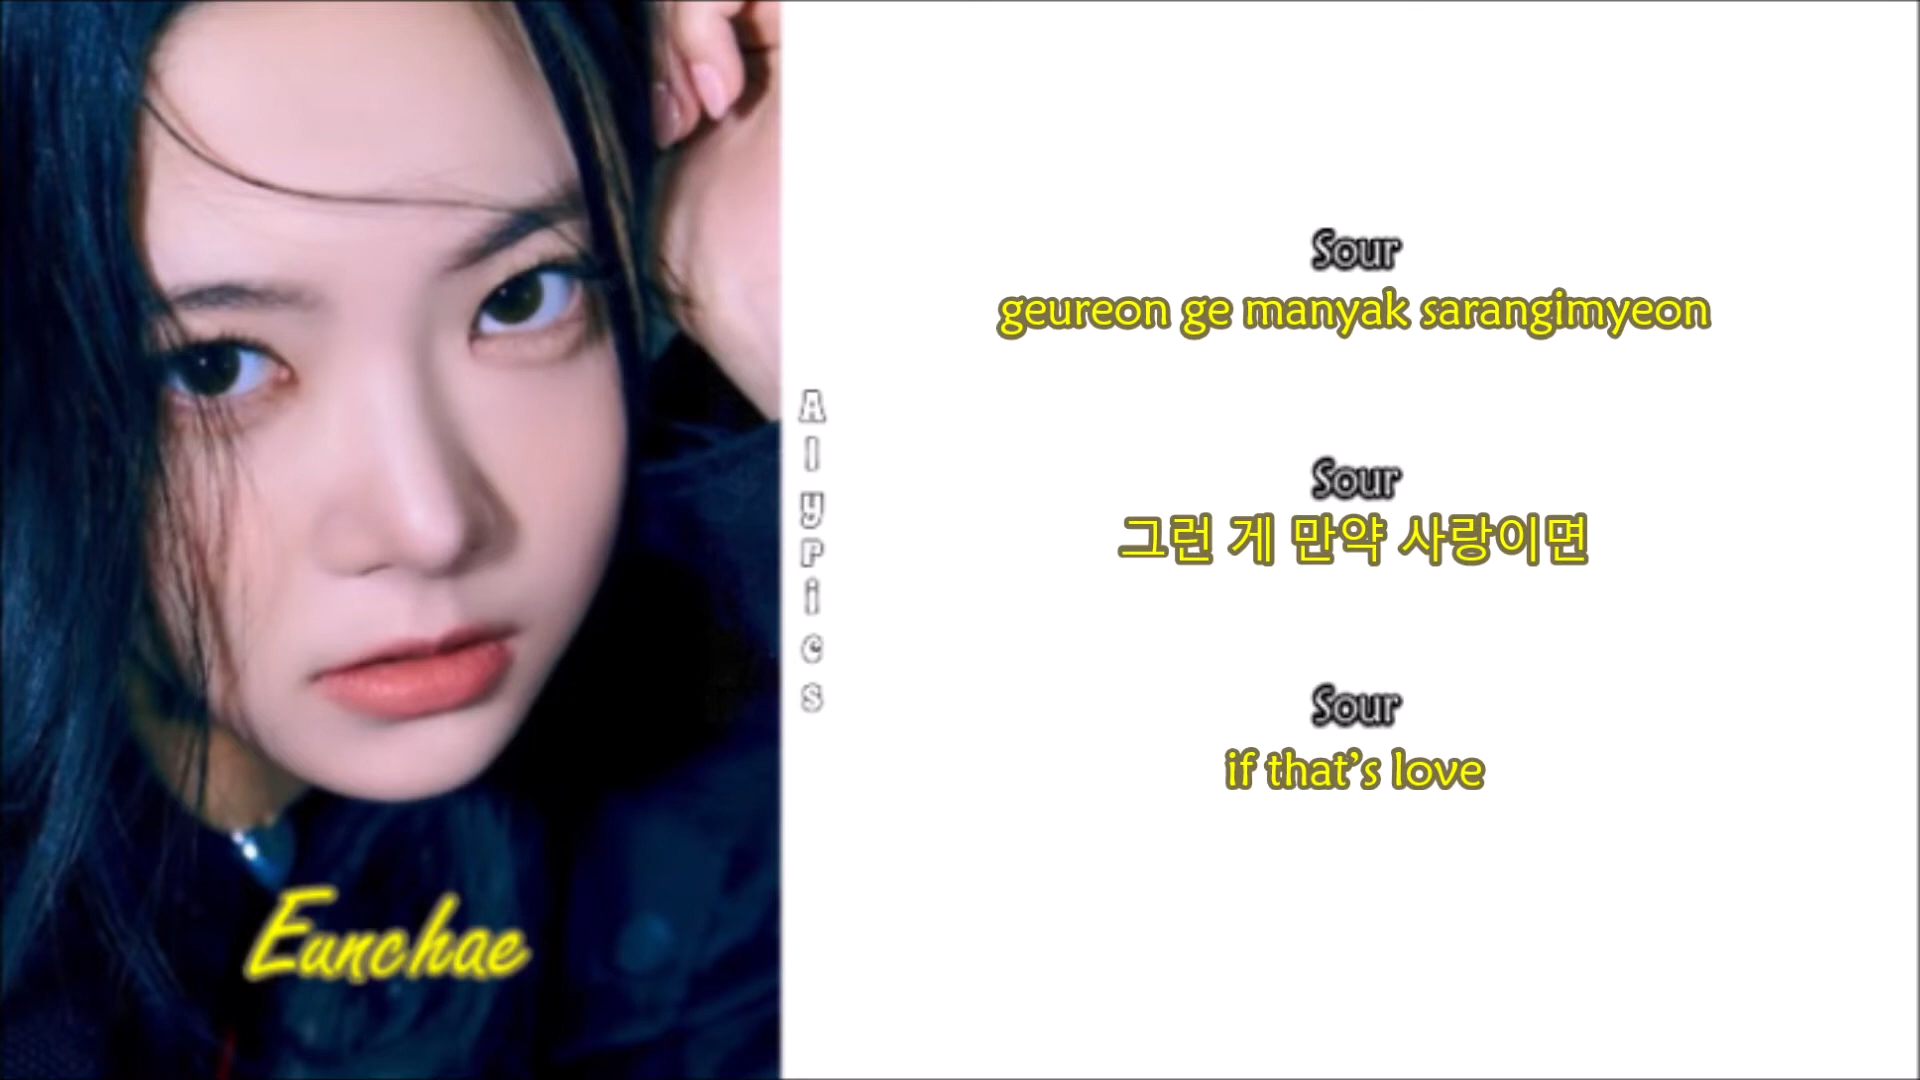 Eunchae
Alypics
Sour
geureon ge manyak sarangimyeon
Sour
그런 게 만약 사랑이면
Sour
if that's love